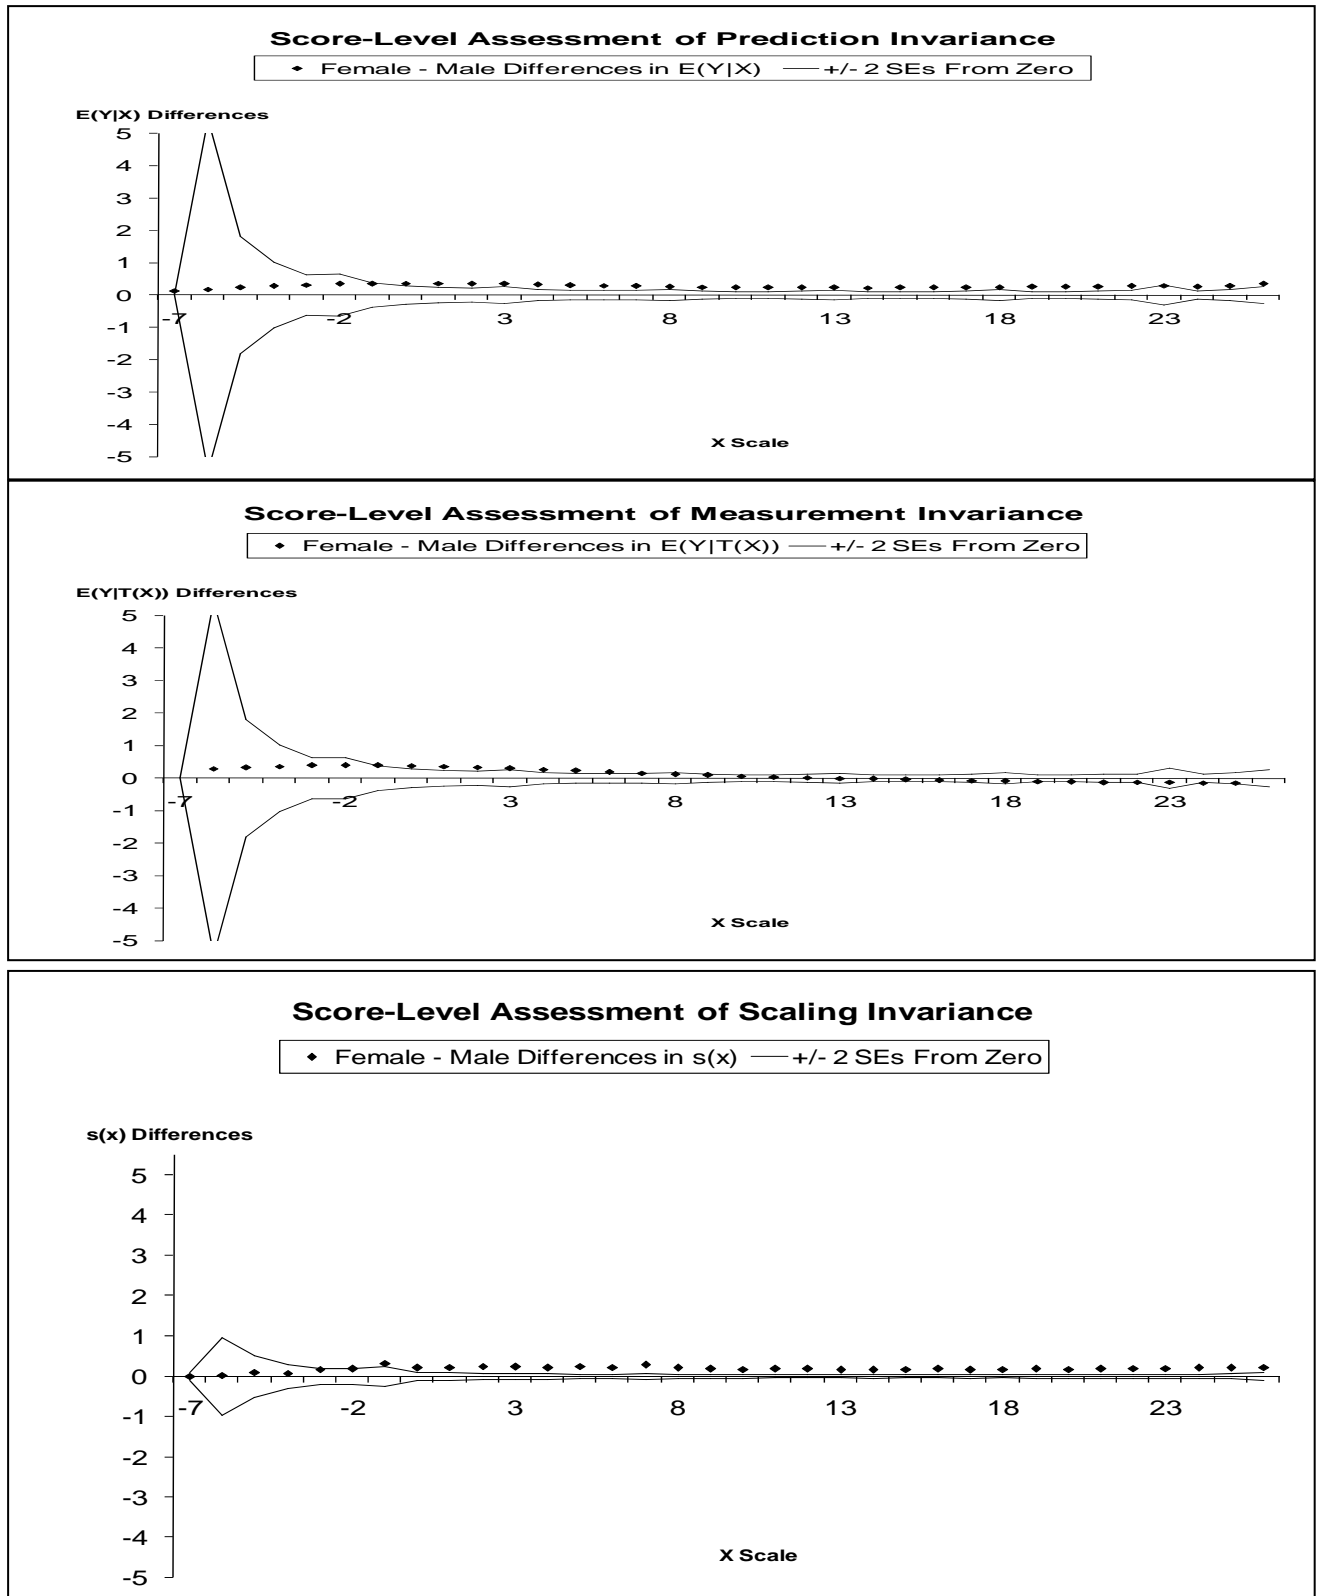 Score-Level Assessment of Prediction Invariance
Female - Male Differences in E(Y|X) +/- 2 SEs From Zero
E(Y|X) Differences
5
4
3
2
1
0
-7 -2 3 8 13 18 23
-1
-2
-3
-4
X Scale
-5
Score-Level Assessment of Measurement Invariance
Female - Male Differences in E(Y|T(X)) +/- 2 SEs From Zero
E(Y|T(X)) Differences
5
4
3
2
1
0
-7 -2 3 8 13 18 23
-1
-2
-3
-4
X Scale
-5
Score-Level Assessment of Scaling Invariance
Female - Male Differences in s(x) +/- 2 SEs From Zero
s(x) Differences
5
4
3
2
1
0
-7 -2 3 8 13 18 23
-1
-2
-3
-4
X Scale
-5